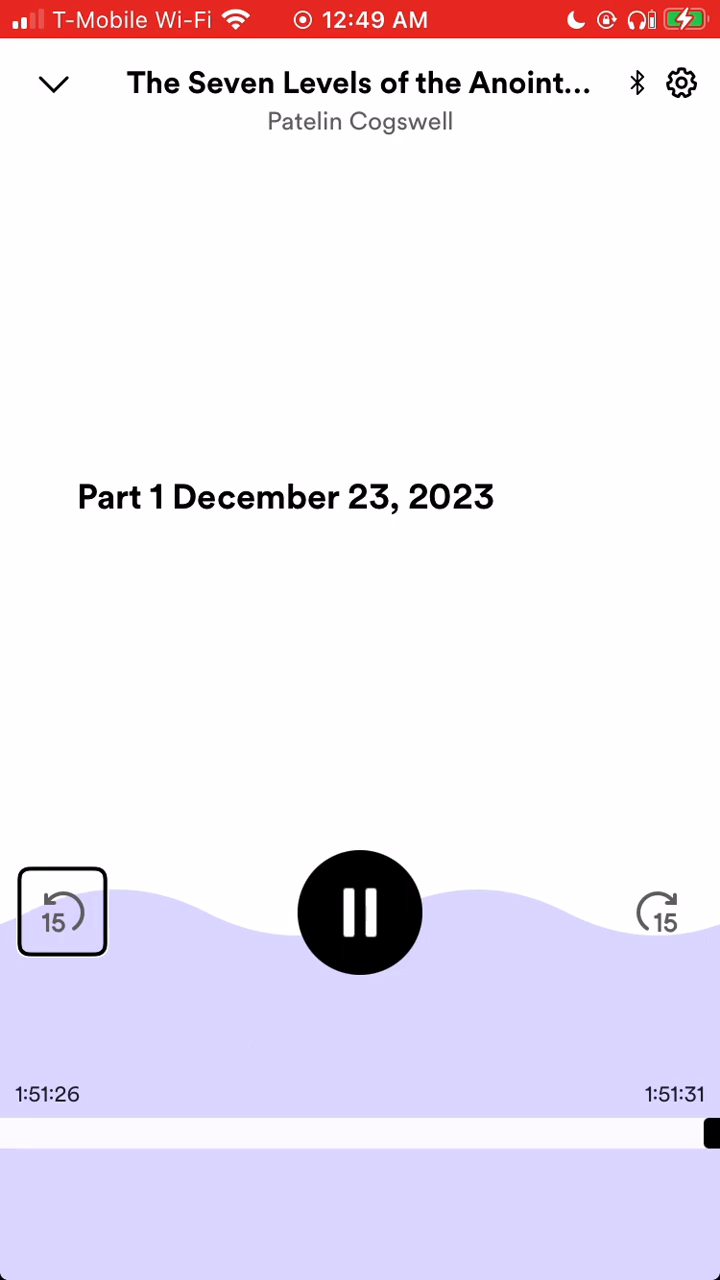 T-Mobile Wi-Fi 12:49 AM
The Seven Levels of the Anoint...
Patelin Cogswell
Part 1 December 23, 2023
15 15
1:51:26 1:51:31